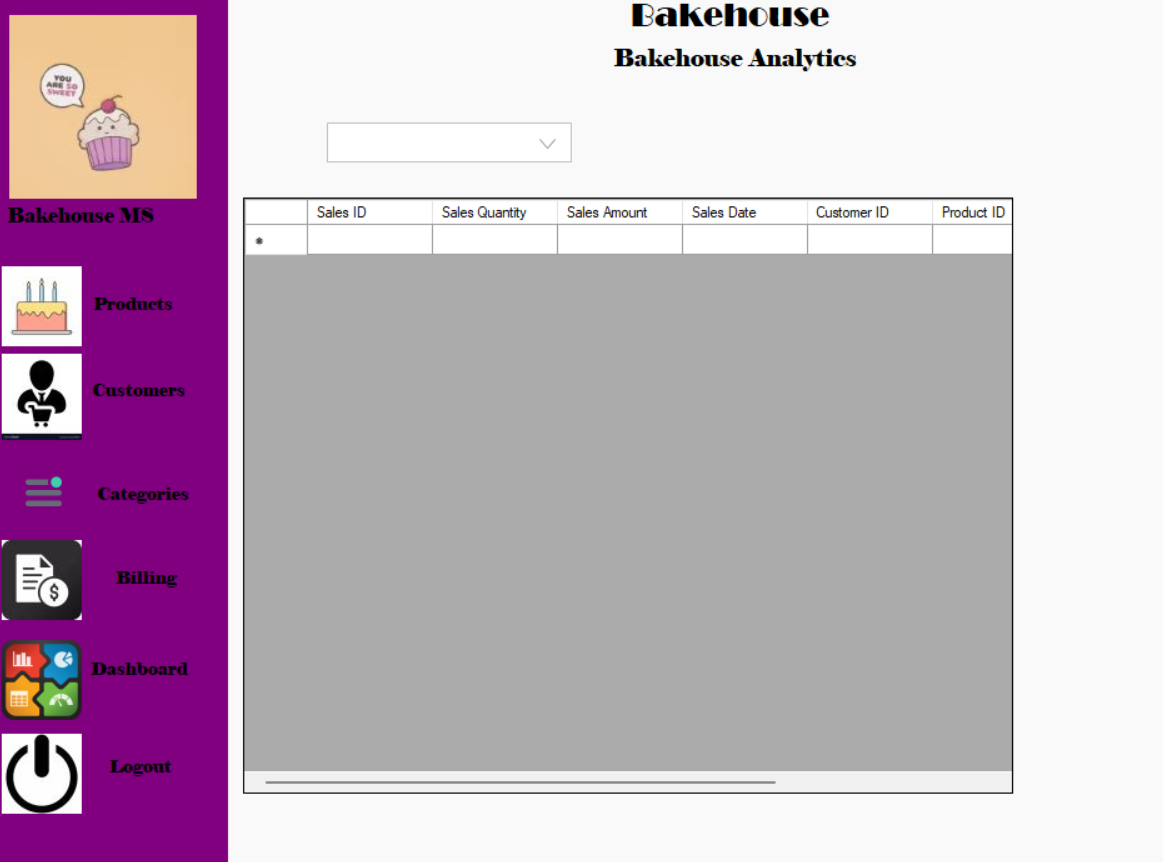 Bakehouse
Bakehouse Analytics
YOU
ARE SO
SWEET
Bakehouse MS
Products
Customers
Categories
Billing
Dashboard
Logout
Sales ID Sales Quantity Sales Amount Sales Date Customer ID Product ID
*
$